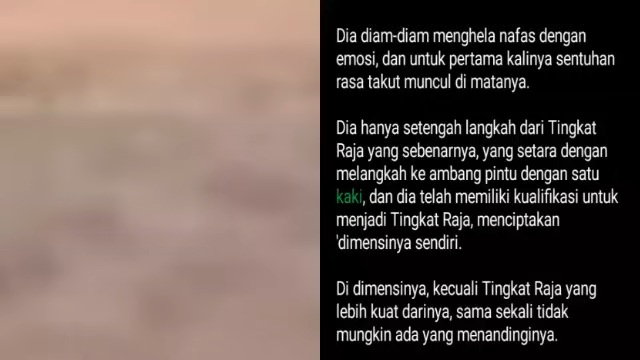 Dia diam-diam menghela nafas dengan
emosi, dan untuk pertama kalinya sentuhan
rasa takut muncul di matanya.
Dia hanya setengah langkah dari Tingkat
Raja yang sebenarnya, yang setara dengan
melangkah ke ambang pintu dengan satu
kaki, dan dia telah memiliki kualifikasi untuk
menjadi Tingkat Raja, menciptakan
'dimensinya sendiri.
Di dimensinya, kecuali Tingkat Raja yang
lebih kuat darinya, sama sekali tidak
mungkin ada yang menandinginya.